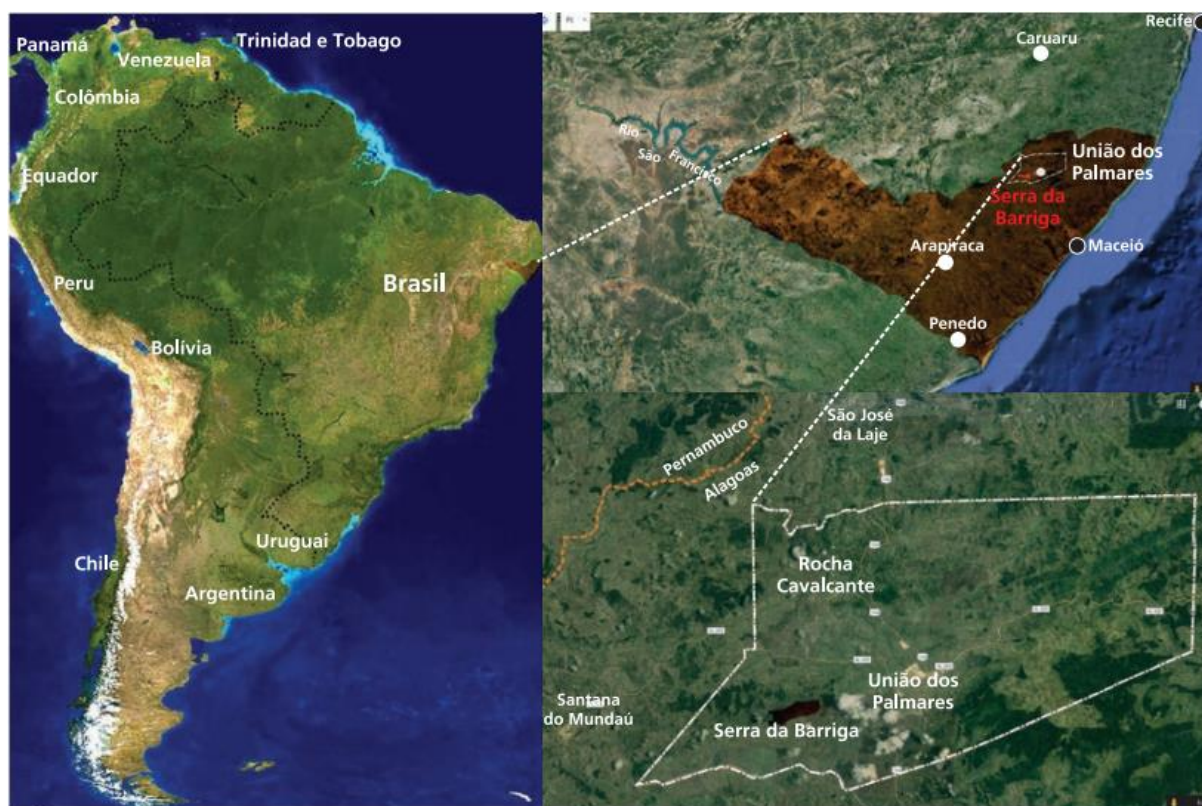 Panamá
Trinidad e Tobago
Venezuela
Colômbia
Equador
Peru
Brasil
Bolívia
Chile
Uruguai
Argentina
Recife
Caruaru
Rio
São
Francisco
União dos
Palmares
Serra da
Barriga
Arapiraca
Maceió
Penedo
São José
da Laje
Pernambuco
Alagoas
Rocha
Cavalcante
União dos
Palmares
Santana
do Mundaú
Serra da Barriga